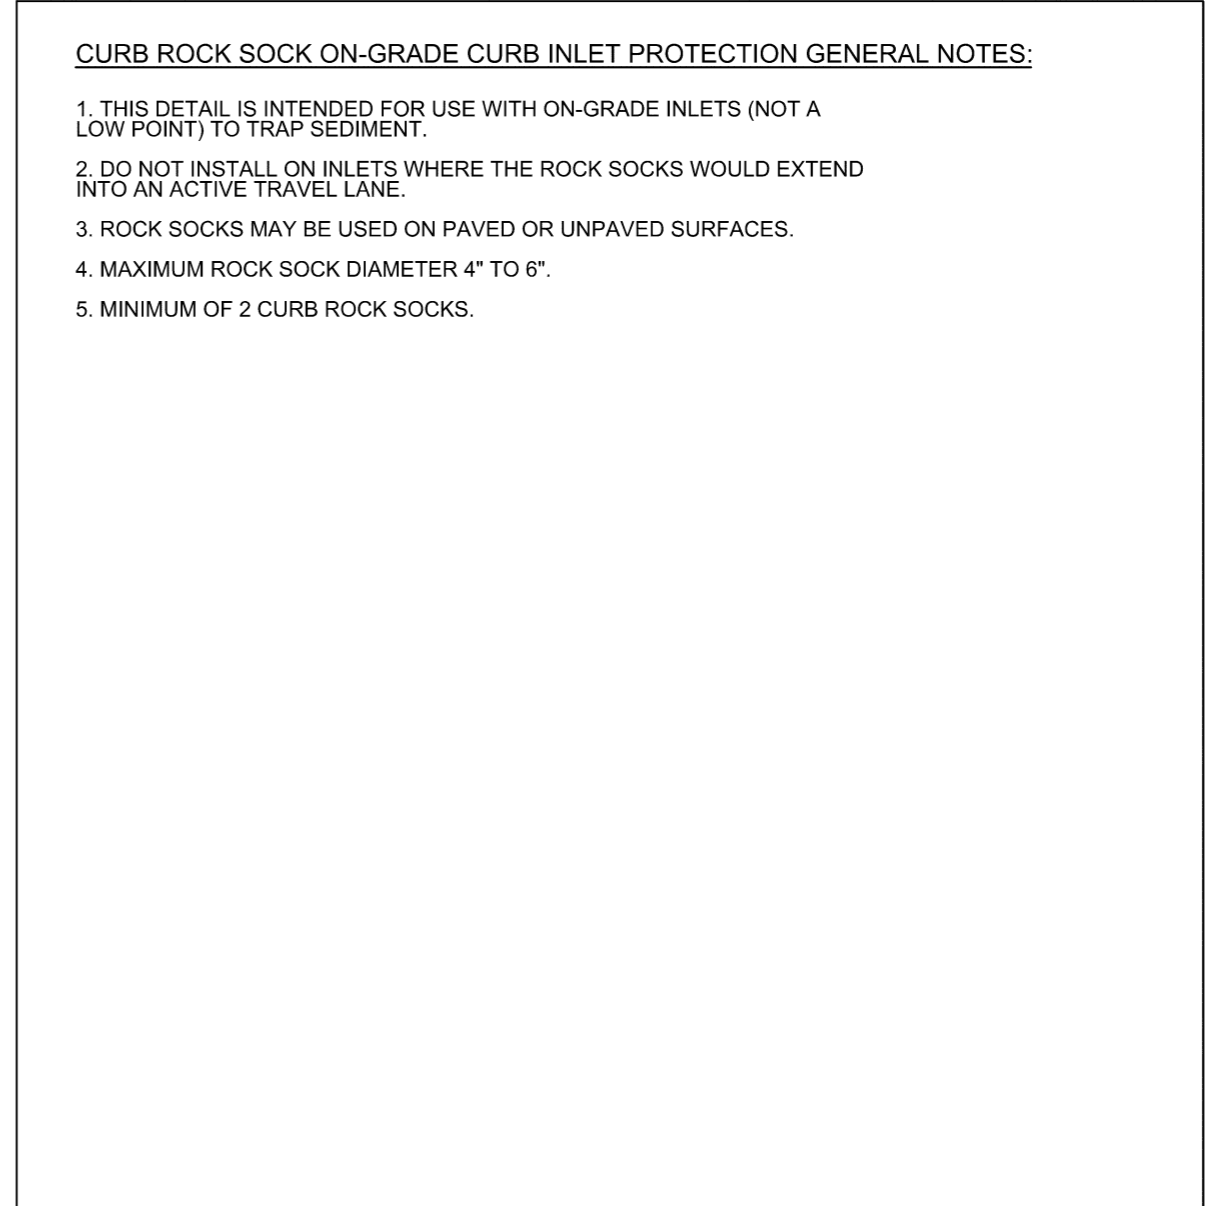 CURB ROCK SOCK ON-GRADE CURB INLET PROTECTION GENERAL NOTES:
1. THIS DETAIL IS INTENDED FOR USE WITH ON-GRADE INLETS (NOT A
LOW POINT) TO TRAP SEDIMENT.
2. DO NOT INSTALL ON INLETS WHERE THE ROCK SOCKS WOULD EXTEND
INTO AN ACTIVE TRAVEL LANE.
3. ROCK SOCKS MAY BE USED ON PAVED OR UNPAVED SURFACES.
4. MAXIMUM ROCK SOCK DIAMETER 4" TO 6".
5. MINIMUM OF 2 CURB ROCK SOCKS.